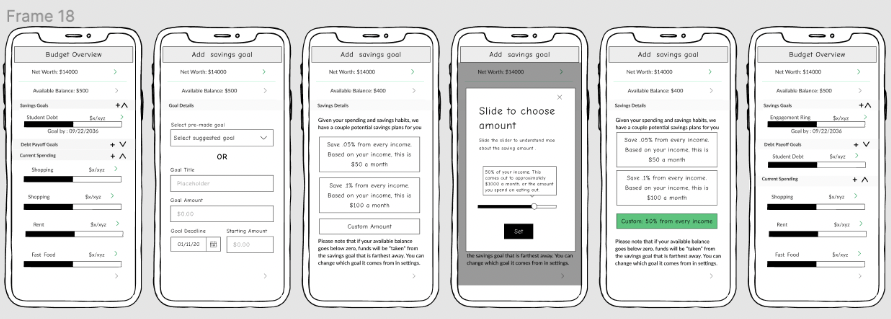 Frame 18
Budget Overview
Net Worth: $14000
Available Balance: $500
Savings Goals
Student Debt $x/xyz
Goal by: 09/22/2036
Debt Payoff Goals
Current Spending
Shopping $x/xyz
Shopping $x/xyz
Rent $x/xyz
Fast Food $x/xyz
Add savings goal
Net Worth: $14000
Available Balance: $500
Goal Details
Select pre-made goal
Select suggested goal
OR
Goal Title
Placeholder
Goal Amount
$0.00
Goal Deadline Starting Amount
01/11/20 $0.00
Add savings goal
Net Worth: $14000
Available Balance: $400
Savings Details
Given your spending and savings habits, we
have a couple potential savings plans for you
Save .05% from every income.
Based on your income, this is
$50 a month
Save .1% from every income.
Based on your income, this is
$100 a month
Custom Amount
Please note that if your available balance
goes below zero, funds will be "taken" from
the savings goal that is farthest away. You can
change which goal it comes from in settings.
Add savings goal
Net Worth: $14000
Slide to choose
amount
Slide the slider to understand more
about the saving amount
50% of your income. This
comes out to approximately
$1000 a month, or the amount
you spend on eating out.
Set
the savings goal that is farthest away. You can
change which goal it comes from in settings.
Add savings goal
Net Worth: $14000
Available Balance: $400
Savings Details
Given your spending and savings habits, we
have a couple potential savings plans for you
Save .05% from every income.
Based on your income, this is
$50 a month
Save .1% from every income.
Based on your income, this is
$100 a month
Custom: 50% from every income
Please note that if your available balance
goes below zero, funds will be "taken" from
the savings goal that is farthest away. You can
change which goal it comes from in settings.
Budget Overview
Net Worth: $14000
Available Balance: $500
Savings Goals
Engagement Ring $x/xyz
Goal by: 09/22/2036
Debt Payoff Goals
Student Debt $x/xyz
Current Spending
Shopping $x/xyz
Rent $x/xyz
Fast Food $x/xyz